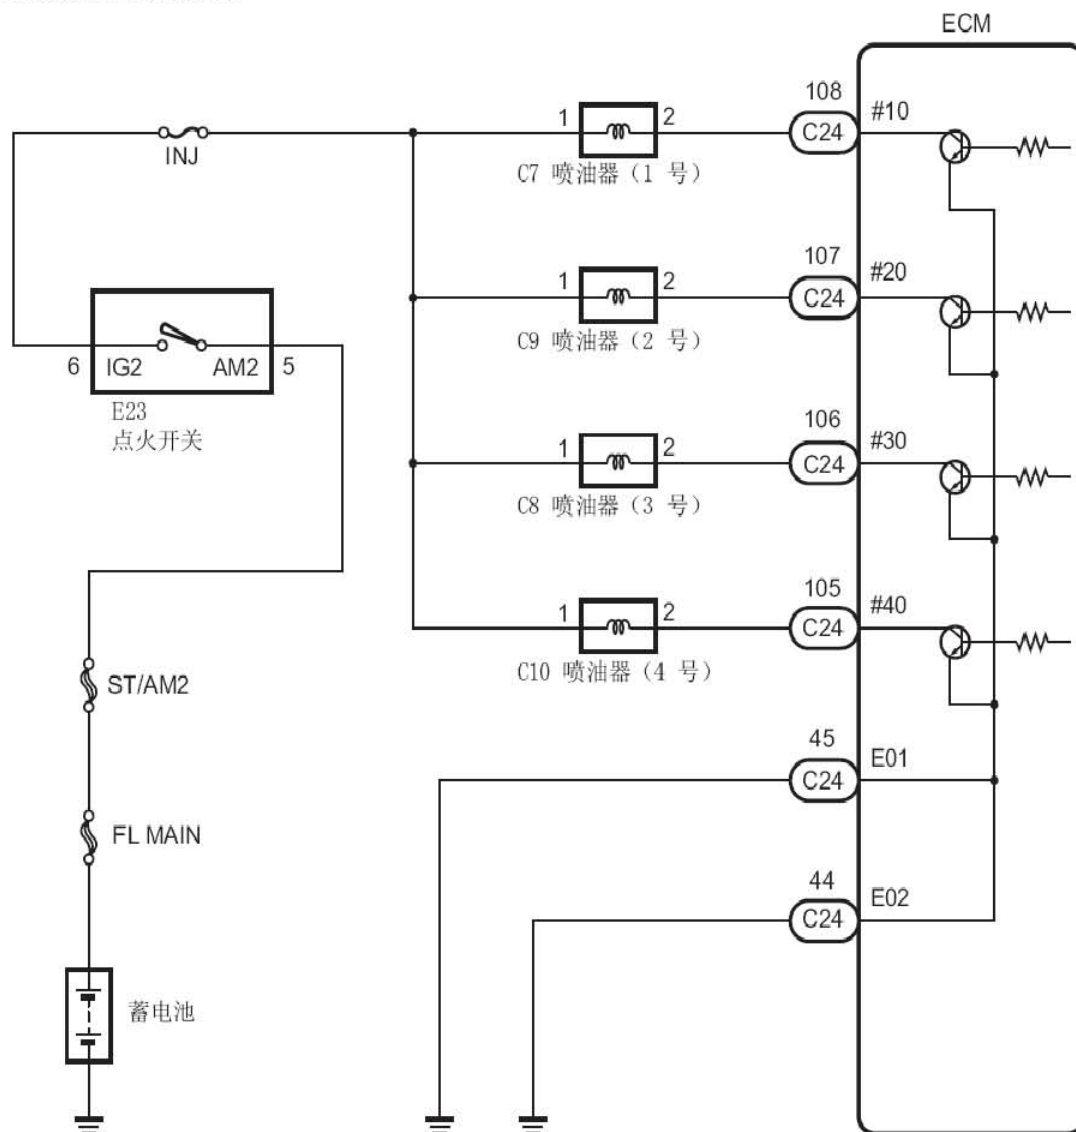 ECM
108
1
2
C24
#10
INJ
C7 喷油器（1 号）
107
1
2
C24
#20
6
IG2
AM2
5
C9 喷油器（2 号）
E23
点火开关
106
1
2
C24
#30
C8 喷油器（3 号）
105
1
2
C24
#40
C10 喷油器（4 号）
ST/AM2
45
C24
E01
FL MAIN
44
C24
E02
蓄电池